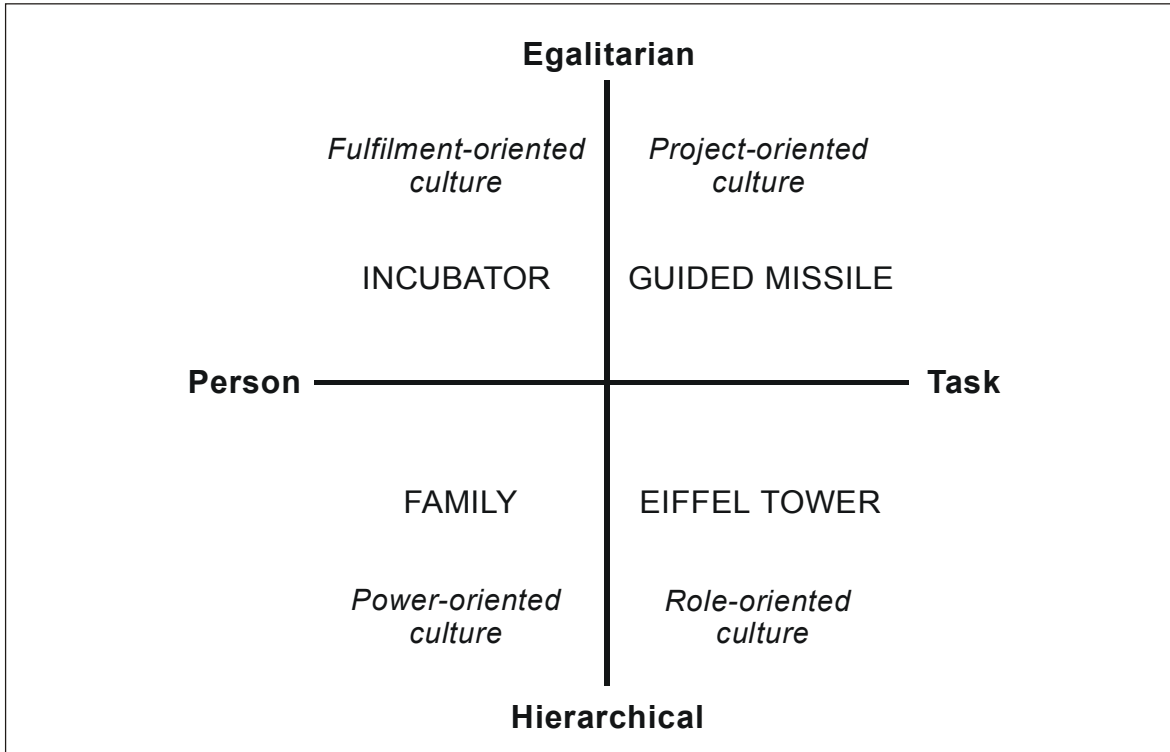 Egalitarian
Fulfilment-oriented
culture
Project-oriented
culture
INCUBATOR
GUIDED MISSILE
Person
Task
FAMILY
EIFFEL TOWER
Power-oriented
culture
Role-oriented
culture
Hierarchical